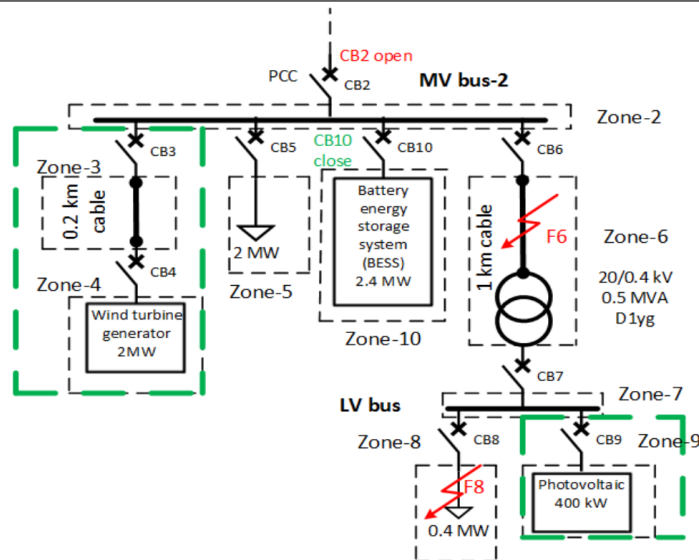 CB2 open
PCC
CB2
MV bus-2
Zone-2
CB3
CB5
CB10
close
CB10
CB6
Zone-3
0.2 km
cable
CB4
Zone-4
Wind turbine
generator
2MW
2 MW
Zone-5
Battery
energy
storage
system
(BESS)
2.4 MW
Zone-10
1 km cable
F6
Zone-6
20/0.4 kV
0.5 MVA
D1yg
CB7
Zone-7
LV bus
Zone-8
CB8
CB9
Zone-9
F8
0.4 MW
Photovoltaic
400 kW